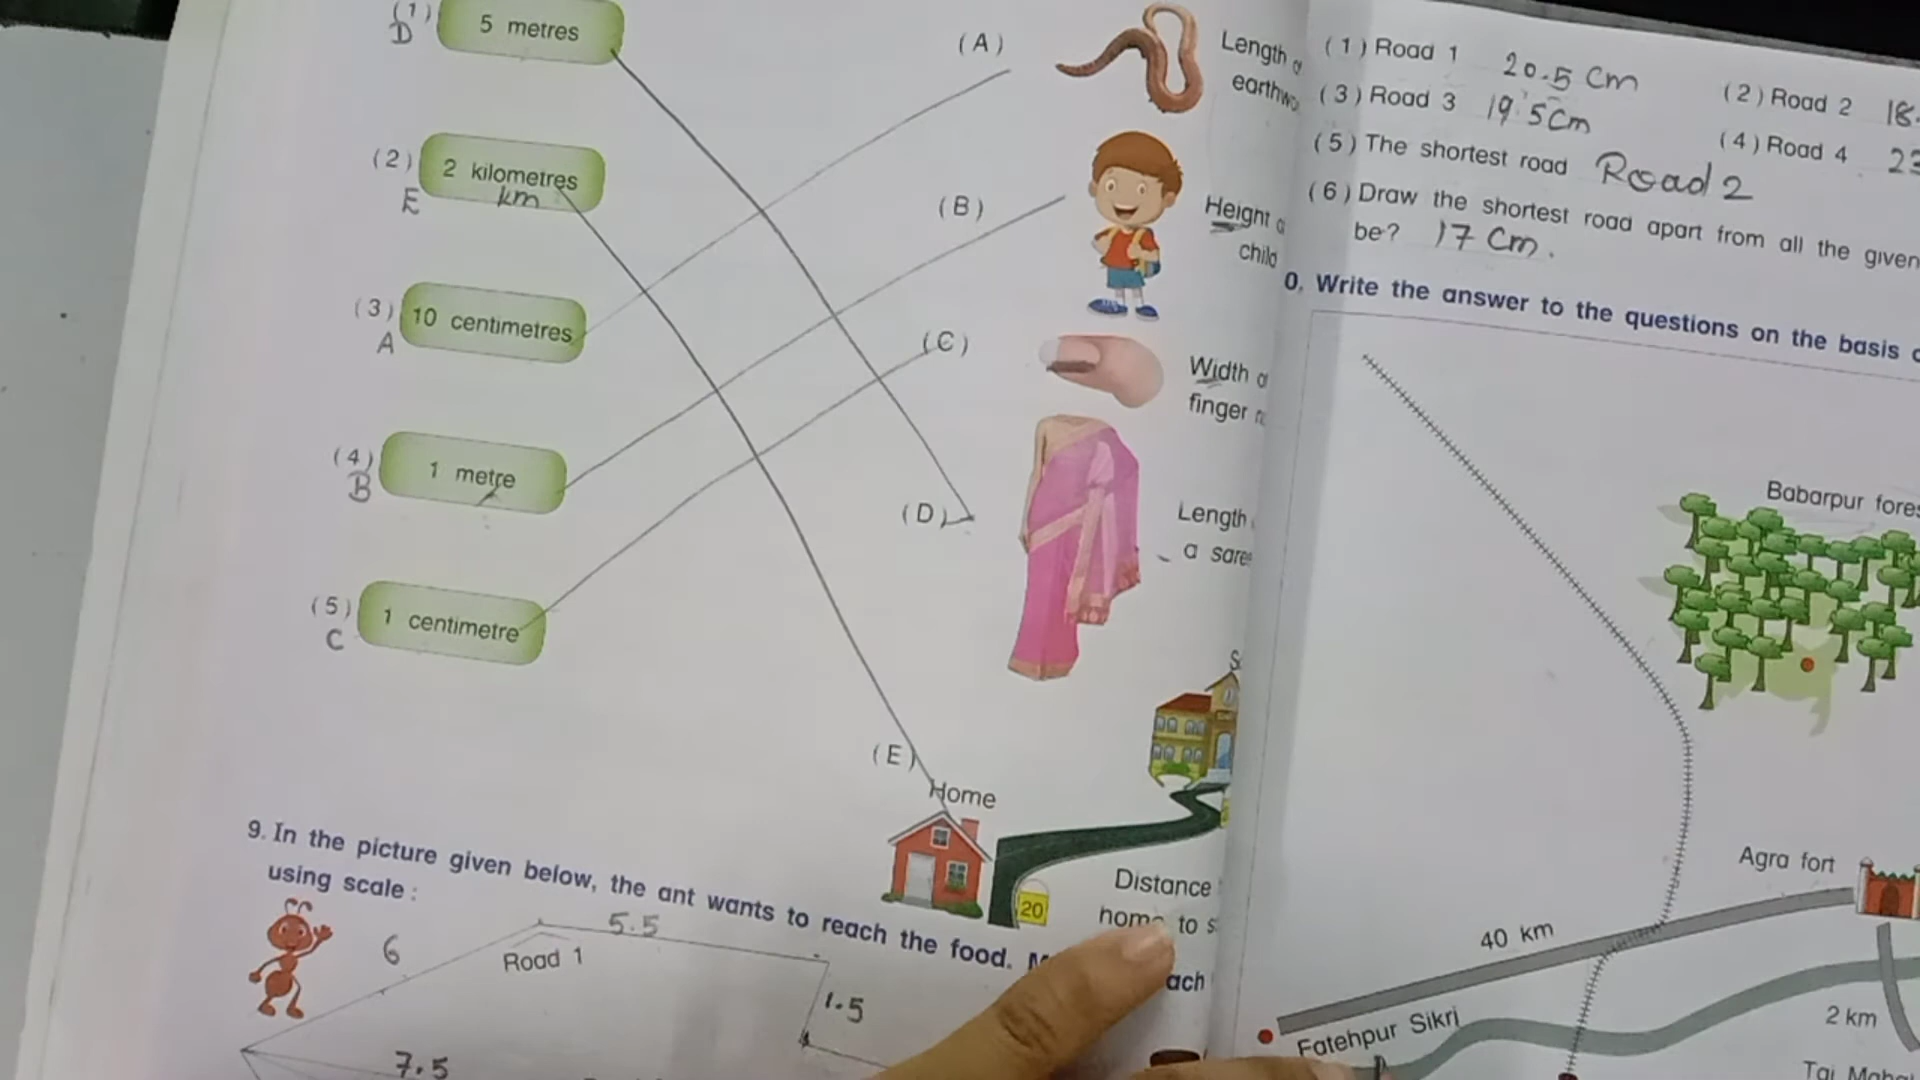 (1) 5 metres
D
(2) 2 kilometres
E km
(3) 10 centimetres
A
(4) 1 metre
B
(5) 1 centimetre
C
(A) Length
(B) Height
child
(C) Width
finger
(D) Length
a saree
(E) Home
20
Distance
home to
9. In the picture given below, the ant wants to reach the food.
using scale :
6
5.5
Road 1
1.5
7.5
(1) Road 1 20.5 Cm
(2) Road 2 18.
(3) Road 3 19.5 Cm
(4) Road 4 23
(5) The shortest road Road 2
(6) Draw the shortest road apart from all the given
be? 17 Cm.
0. Write the answer to the questions on the basis
Babarpur
Agra fort
40 km
Fatehpur Sikri
2 km